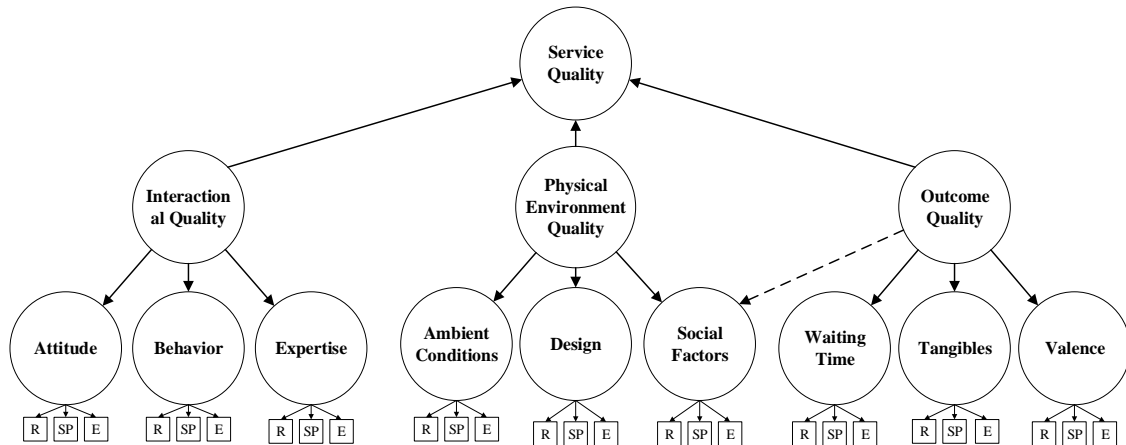 Service
Quality
Interaction
al Quality
Physical
Environment
Quality
Outcome
Quality
Attitude
Behavior
Expertise
Ambient
Conditions
Design
Social
Factors
Waiting
Time
Tangibles
Valence
R SP E
R SP E
R SP E
R SP E
R SP E
R SP E
R SP E
R SP E
R SP E